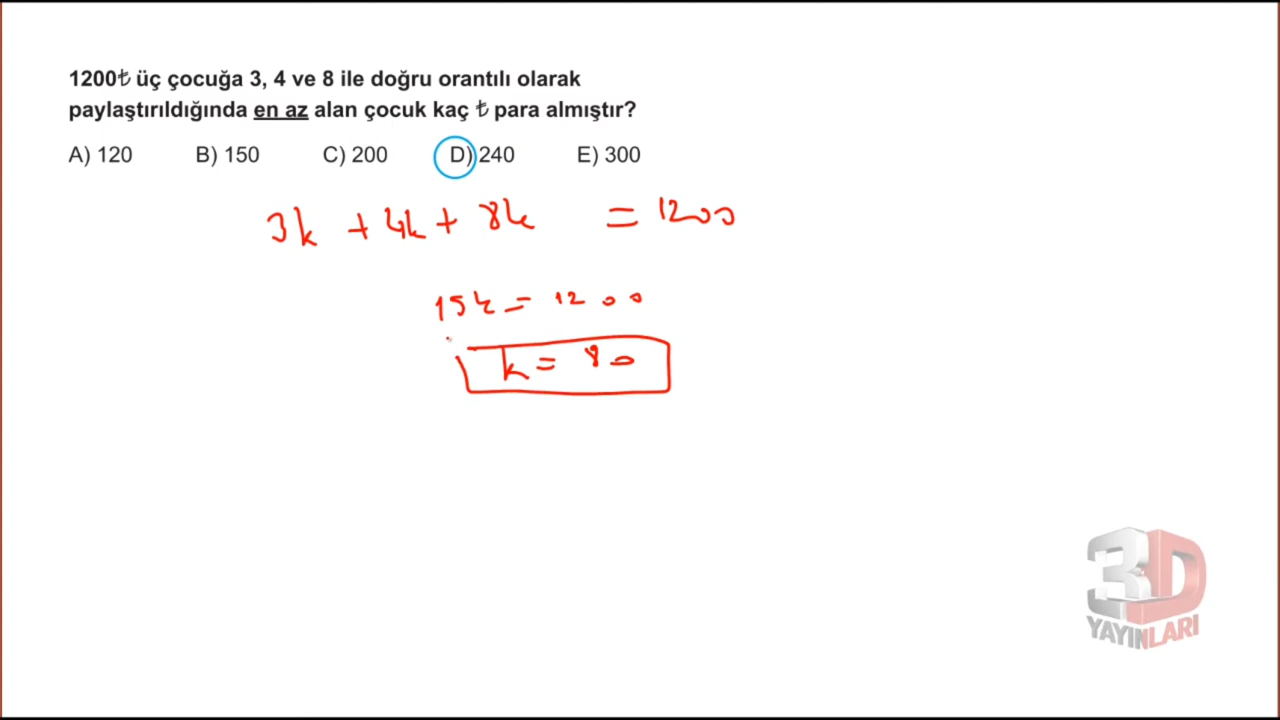 1200₺ üç çocuğa 3, 4 ve 8 ile doğru orantılı olarak
paylaştırıldığında en az alan çocuk kaç ₺ para almıştır?
A) 120 B) 150 C) 200 D) 240 E) 300
3k + 4k + 8k = 1200
15k = 1200
k = 80
3D
YAYINLARI